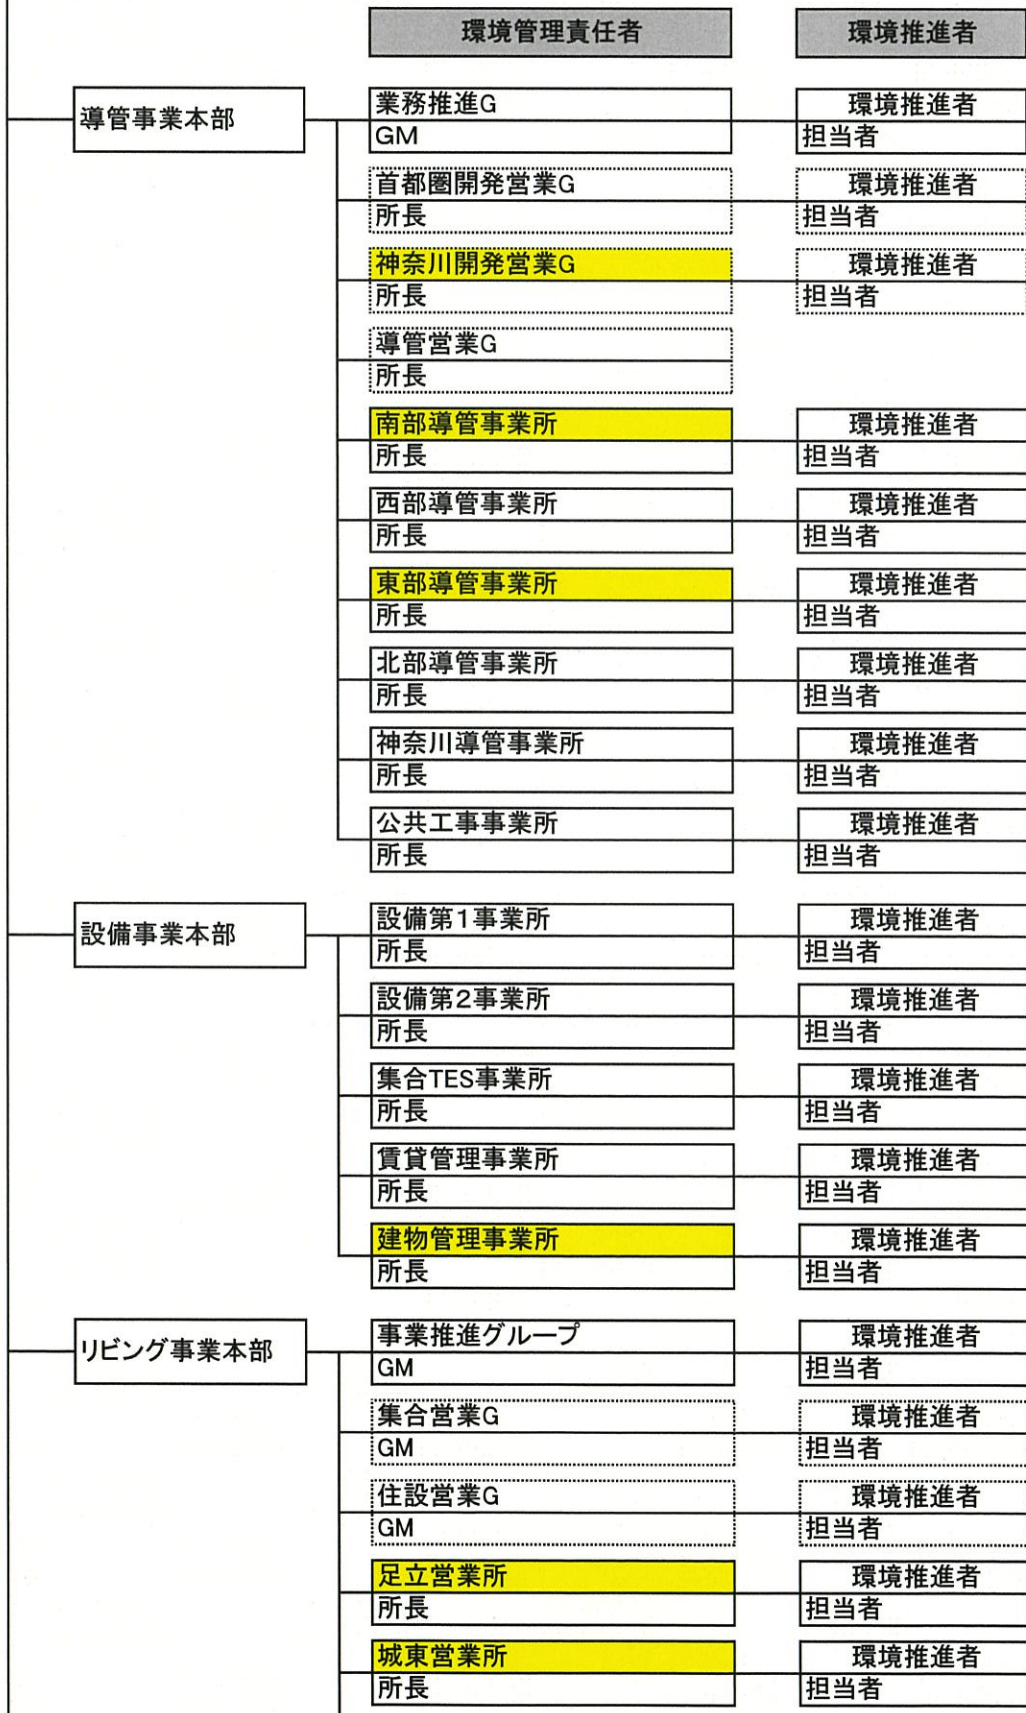 環境管理責任者 環境推進者
導管事業本部
業務推進G 環境推進者
GM 担当者
首都圏開発営業G 環境推進者
所長 担当者
神奈川開発営業G 環境推進者
所長 担当者
導管営業G
所長
南部導管事業所 環境推進者
所長 担当者
西部導管事業所 環境推進者
所長 担当者
東部導管事業所 環境推進者
所長 担当者
北部導管事業所 環境推進者
所長 担当者
神奈川導管事業所 環境推進者
所長 担当者
公共工事事業所 環境推進者
所長 担当者
設備事業本部
設備第1事業所 環境推進者
所長 担当者
設備第2事業所 環境推進者
所長 担当者
集合TES事業所 環境推進者
所長 担当者
賃貸管理事業所 環境推進者
所長 担当者
建物管理事業所 環境推進者
所長 担当者
リビング事業本部
事業推進グループ 環境推進者
GM 担当者
集合営業G 環境推進者
GM 担当者
住設営業G 環境推進者
GM 担当者
足立営業所 環境推進者
所長 担当者
城東営業所 環境推進者
所長 担当者